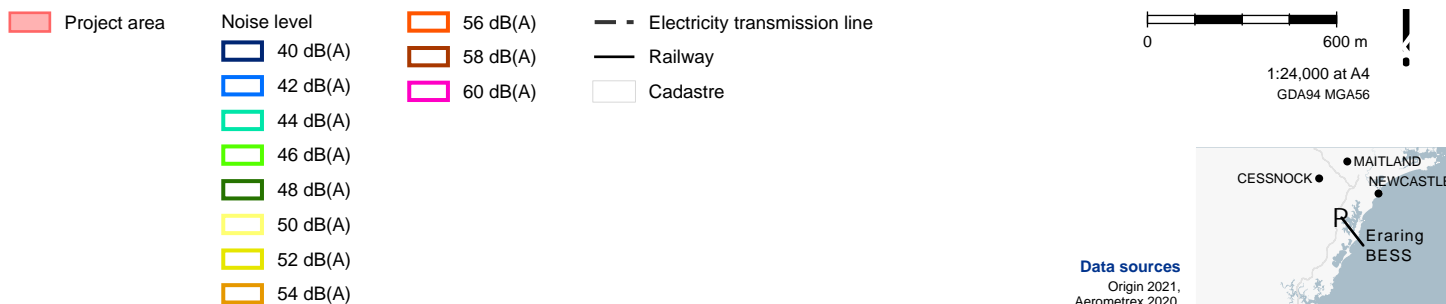 Project area
Noise level
40 dB(A)
42 dB(A)
44 dB(A)
46 dB(A)
48 dB(A)
50 dB(A)
52 dB(A)
54 dB(A)
56 dB(A)
58 dB(A)
60 dB(A)
Electricity transmission line
Railway
Cadastre
0 600 m
1:24,000 at A4
GDA94 MGA56
MAITLAND
CESSNOCK
NEWCASTLE
R
Eraring
BESS
Data sources
Origin 2021,
Aerometrex 2020,